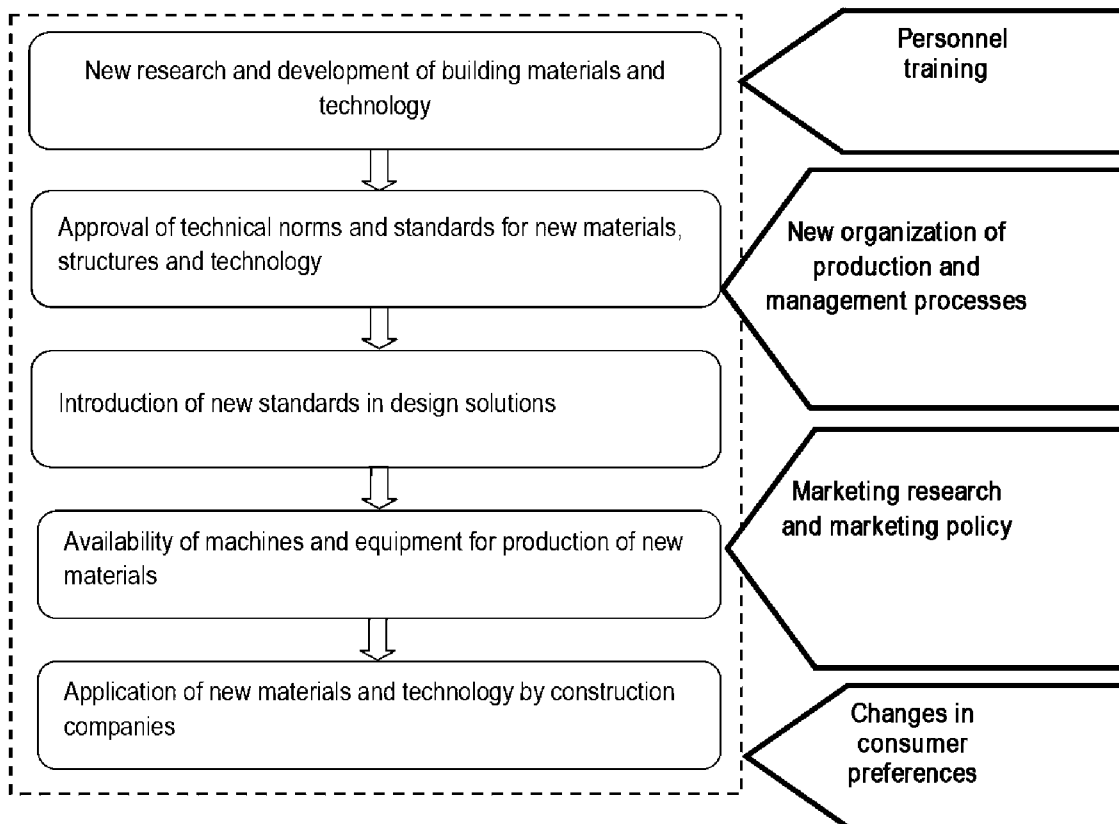 New research and development of building materials and
technology
Approval of technical norms and standards for new materials,
structures and technology
Introduction of new standards in design solutions
Availability of machines and equipment for production of new
materials
Application of new materials and technology by construction
companies
Personnel
training
New organization of
production and
management processes
Marketing research
and marketing policy
Changes in
consumer
preferences